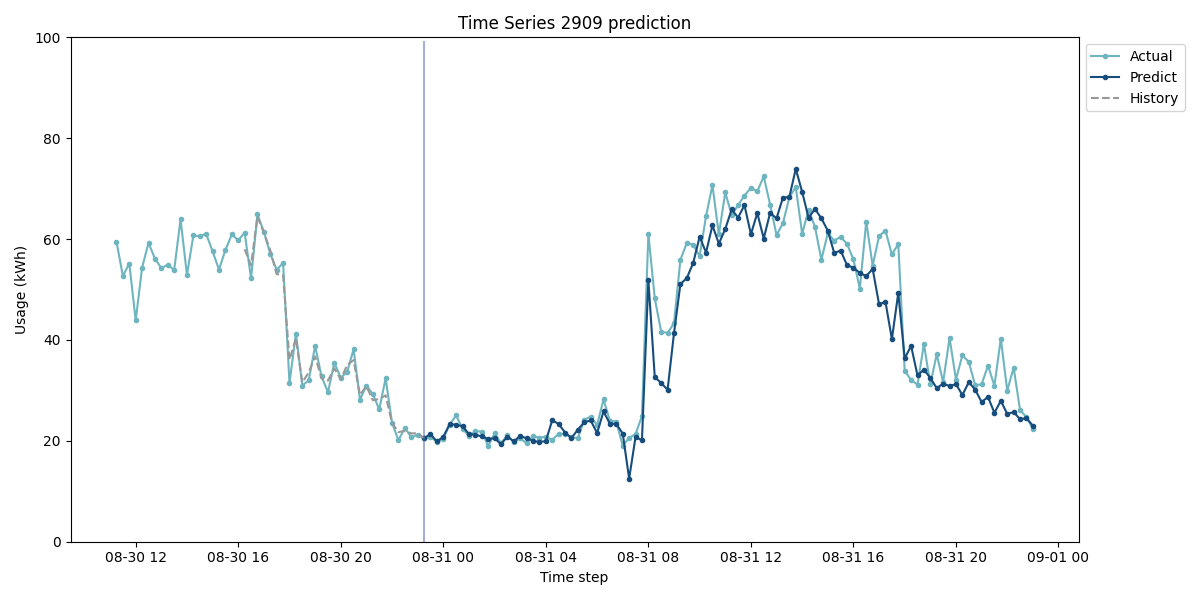 Time Series 2909 prediction
100
80
60
40
20
0
Usage (kWh)
08-30 12
08-30 16
08-30 20
08-31 00
08-31 04
08-31 08
08-31 12
08-31 16
08-31 20
09-01 00
Time step
Actual
Predict
History